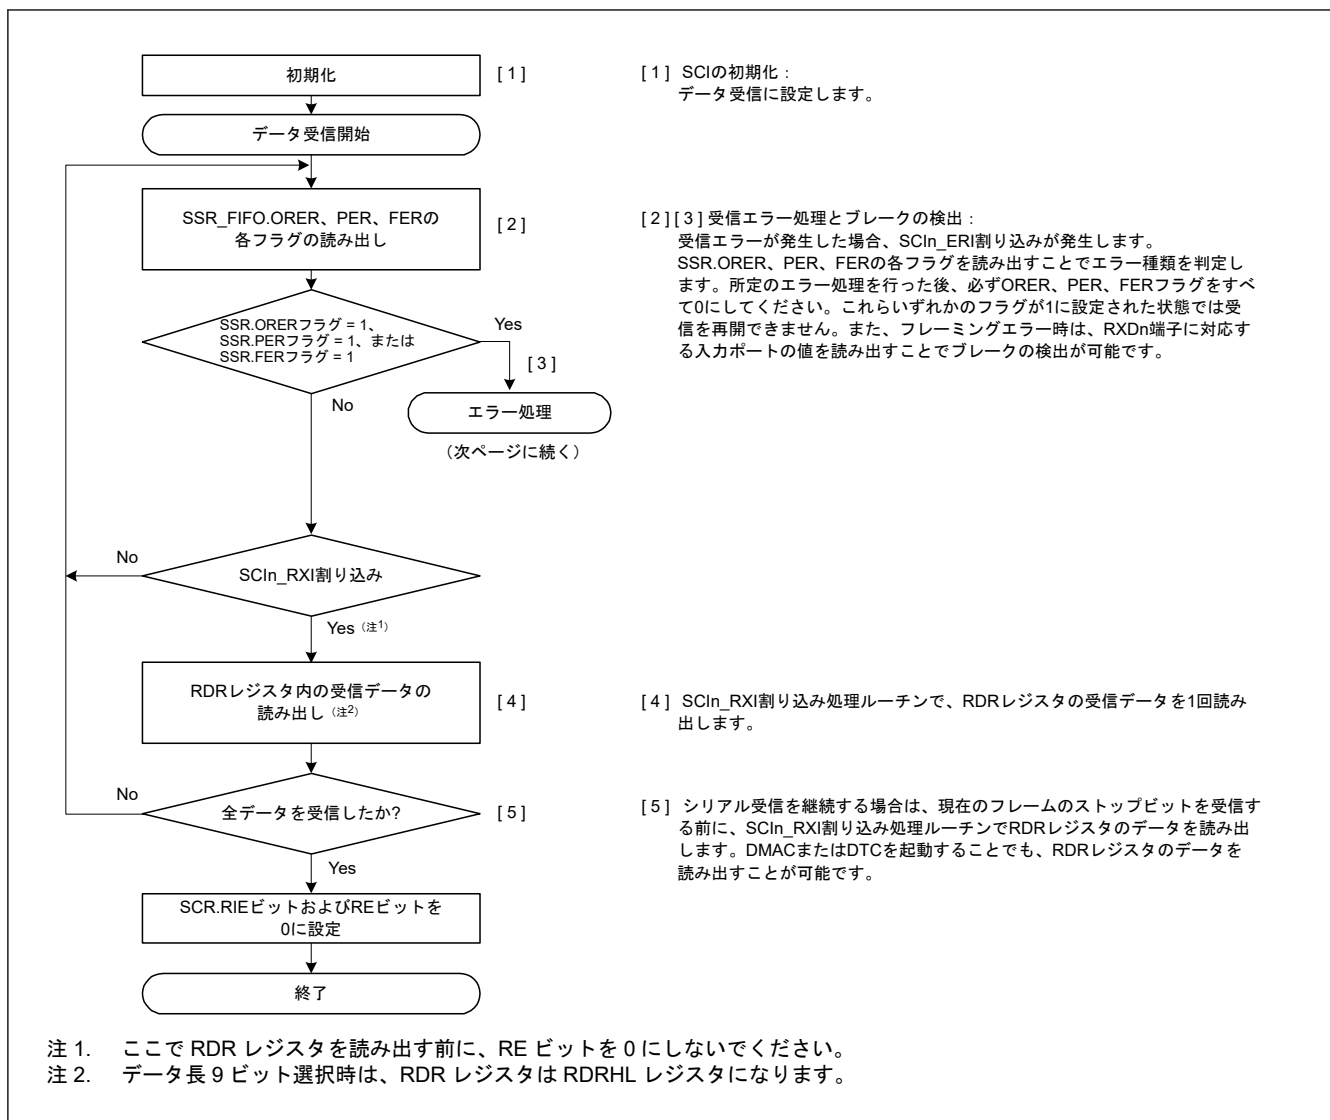 初期化
[ 1 ]
[ 1 ] SCIの初期化：
データ受信に設定します。
データ受信開始
SSR_FIFO.ORER、PER、FERの
各フラグの読み出し
[ 2 ]
[ 2 ] [ 3 ] 受信エラー処理とブレークの検出：
受信エラーが発生した場合、SCIn_ERI割り込みが発生します。
SSR.ORER、PER、FERの各フラグを読み出すことでエラー種類を判定し
ます。所定のエラー処理を行った後、必ずORER、PER、FERフラグをすべ
て0にしてください。これらいずれかのフラグが1に設定された状態では受
信を再開できません。また、フレーミングエラー時は、RXDn端子に対応す
る入力ポートの値を読み出すことでブレークの検出が可能です。
SSR.ORERフラグ = 1、
SSR.PERフラグ = 1、または
SSR.FERフラグ = 1
Yes
[ 3 ]
No
エラー処理
（次ページに続く）
No
SCIn_RXI割り込み
Yes（注1）
RDRレジスタ内の受信データの
読み出し（注2）
[ 4 ]
[ 4 ] SCIn_RXI割り込み処理ルーチンで、RDRレジスタの受信データを1回読み
出します。
No
全データを受信したか?
[ 5 ]
[ 5 ] シリアル受信を継続する場合は、現在のフレームのストップビットを受信す
る前に、SCIn_RXI割り込み処理ルーチンでRDRレジスタのデータを読み出
します。DMACまたはDTCを起動することでも、RDRレジスタのデータを
読み出すことが可能です。
Yes
SCR.RIEビットおよびREビットを
0に設定
終了
注 1. ここで RDR レジスタを読み出す前に、RE ビットを 0 にしないでください。
注 2. データ長 9 ビット選択時は、RDR レジスタは RDRHL レジスタになります。